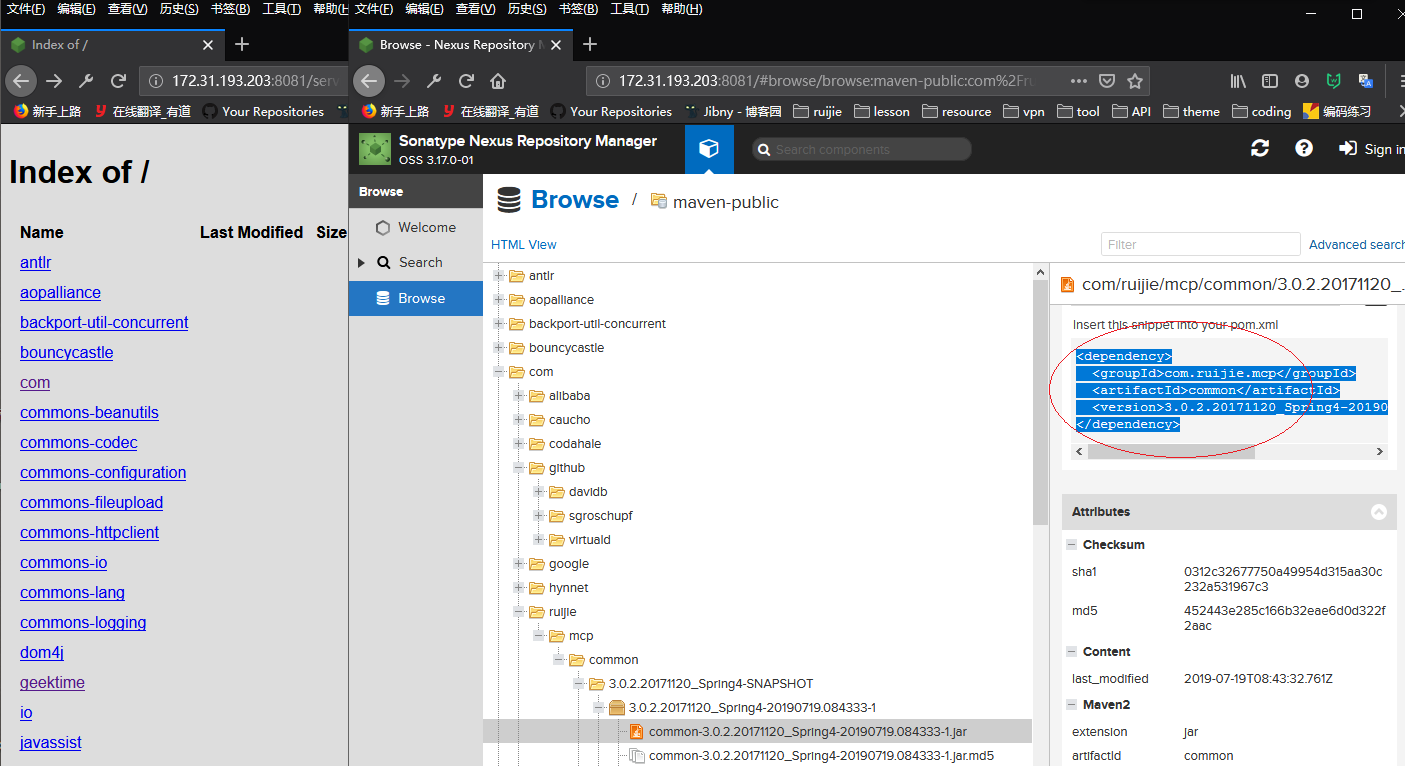 文件(F) 编辑(E) 查看(V) 历史(S) 书签(B) 工具(T) 帮助(H
Index of /
172.31.193.203:8081/serv
新手上路 在线翻译_有道 Your Repositories
Index of /
Name Last Modified Size
antlr
aopalliance
backport-util-concurrent
bouncycastle
com
commons-beanutils
commons-codec
commons-configuration
commons-fileupload
commons-httpclient
commons-io
commons-lang
commons-logging
dom4j
geektime
io
javassist
文件(F) 编辑(E) 查看(V) 历史(S) 书签(B) 工具(T) 帮助(H)
Browse - Nexus Repository M
172.31.193.203:8081/#browse/browse:maven-public:com%2Fru
新手上路 在线翻译_有道 Your Repositories Jibny - 博客园 ruijie lesson resource vpn tool API theme coding 编码练习
Sonatype Nexus Repository Manager
OSS 3.17.0-01
Search components
Sign in
Browse
Welcome
Search
Browse
Browse / maven-public
HTML View
Filter
Advanced search
antlr
aopalliance
backport-util-concurrent
bouncycastle
com
alibaba
caucho
codahale
github
davidb
sgroschupf
virtuald
google
hynnet
ruijie
mcp
common
3.0.2.20171120_Spring4-SNAPSHOT
3.0.2.20171120_Spring4-20190719.084333-1
common-3.0.2.20171120_Spring4-20190719.084333-1.jar
common-3.0.2.20171120_Spring4-20190719.084333-1.jar.md5
com/ruijie/mcp/common/3.0.2.20171120_.
Insert this snippet into your pom.xml
<dependency>
<groupId>com.ruijie.mcp</groupId>
<artifactId>common</artifactId>
<version>3.0.2.20171120_Spring4-20190
</dependency>
Attributes
Checksum
sha1 0312c32677750a49954d315aa30c
232a531967c3
md5 452443e285c166b32eae6d0d322f
2aac
Content
last_modified 2019-07-19T08:43:32.761Z
Maven2
extension jar
artifactId common